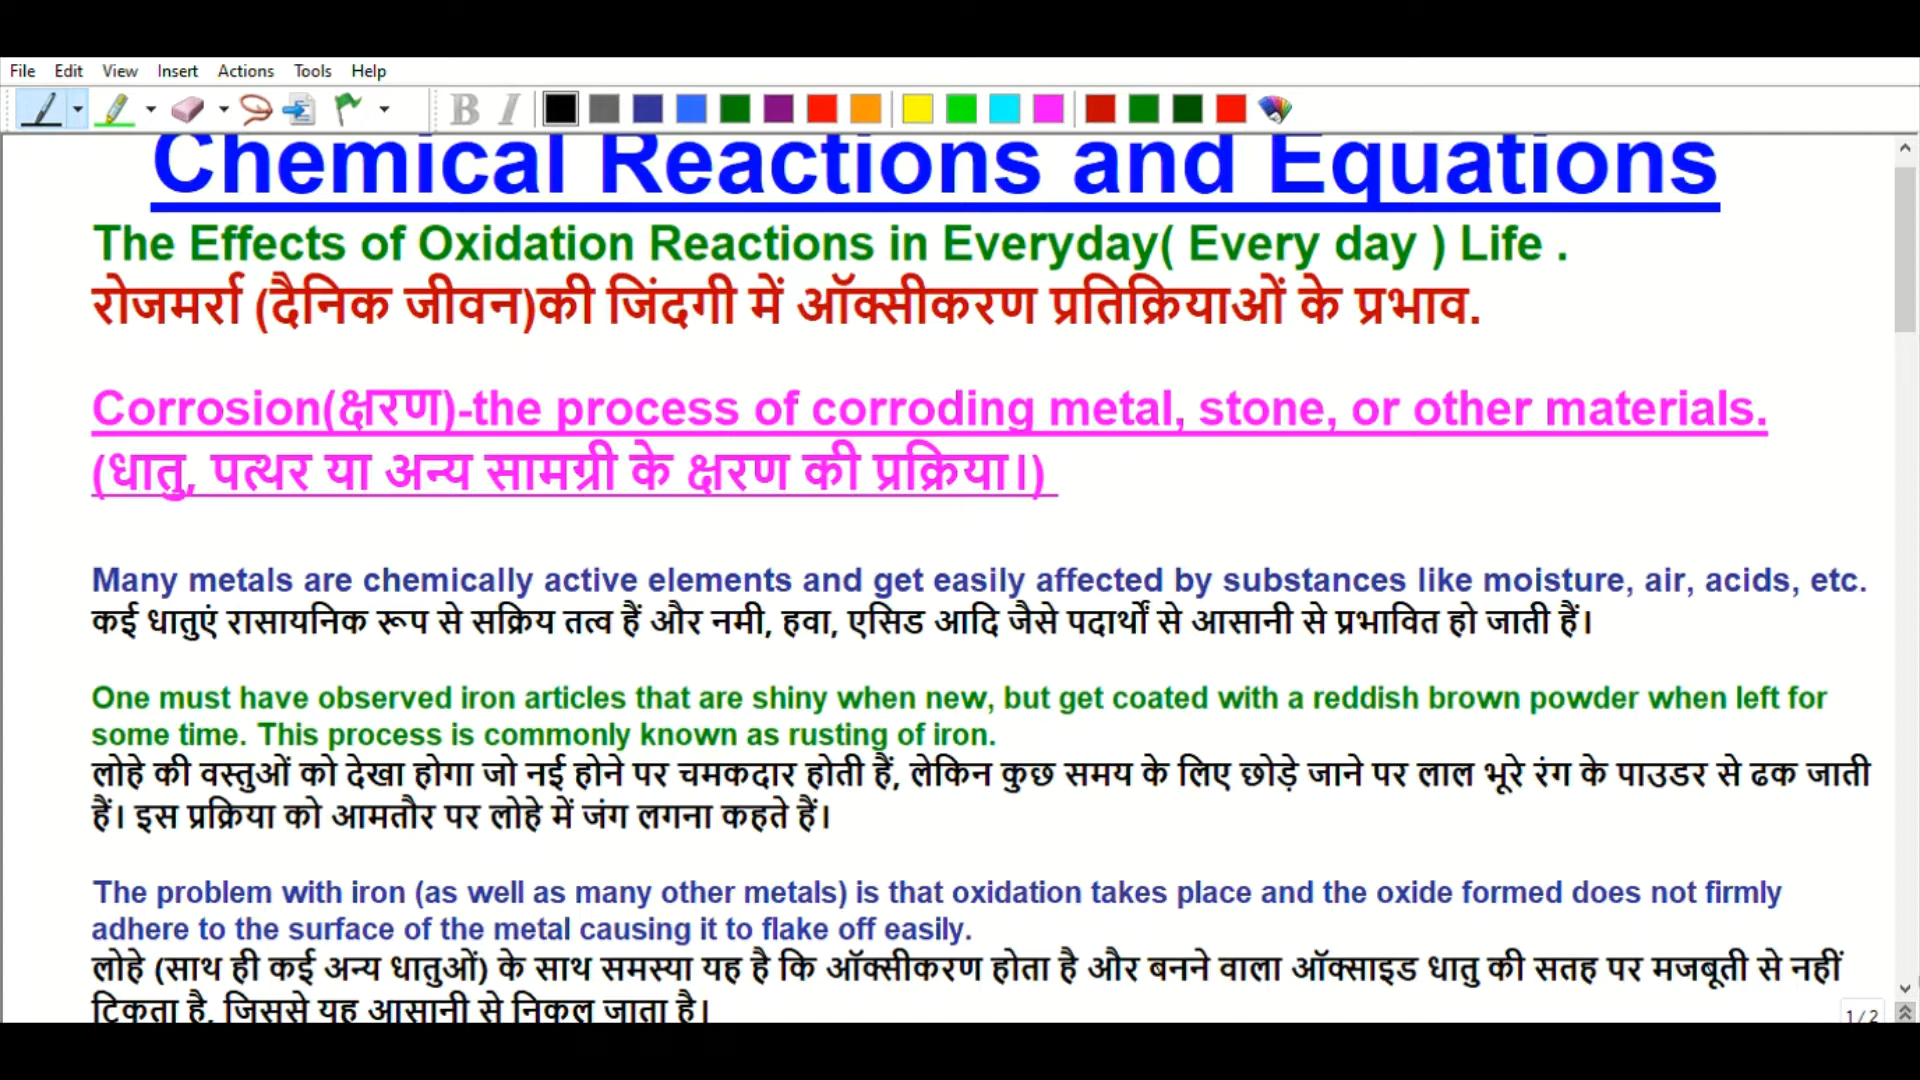 File Edit View Insert Actions Tools Help
B I
Chemical Reactions and Equations
The Effects of Oxidation Reactions in Everyday( Every day ) Life .
रोजमर्रा (दैनिक जीवन)की जिंदगी में ऑक्सीकरण प्रतिक्रियाओं के प्रभाव.
Corrosion(क्षरण)-the process of corroding metal, stone, or other materials.
(धातु, पत्थर या अन्य सामग्री के क्षरण की प्रक्रिया।)
Many metals are chemically active elements and get easily affected by substances like moisture, air, acids, etc.
कई धातुएं रासायनिक रूप से सक्रिय तत्व हैं और नमी, हवा, एसिड आदि जैसे पदार्थों से आसानी से प्रभावित हो जाती हैं।
One must have observed iron articles that are shiny when new, but get coated with a reddish brown powder when left for
some time. This process is commonly known as rusting of iron.
लोहे की वस्तुओं को देखा होगा जो नई होने पर चमकदार होती हैं, लेकिन कुछ समय के लिए छोड़े जाने पर लाल भूरे रंग के पाउडर से ढक जाती
हैं। इस प्रक्रिया को आमतौर पर लोहे में जंग लगना कहते हैं।
The problem with iron (as well as many other metals) is that oxidation takes place and the oxide formed does not firmly
adhere to the surface of the metal causing it to flake off easily.
लोहे (साथ ही कई अन्य धातुओं) के साथ समस्या यह है कि ऑक्सीकरण होता है और बनने वाला ऑक्साइड धातु की सतह पर मजबूती से नहीं
टिकता है, जिससे यह आसानी से निकल जाता है।
1/2